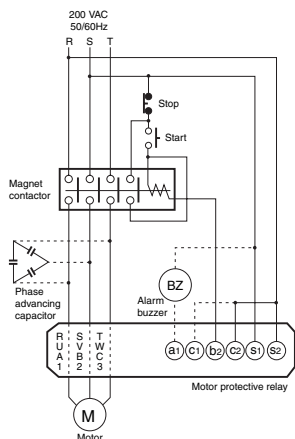 200 VAC
50/60Hz
R S T
Stop
Start
Magnet
contactor
BZ
Alarm
buzzer
Phase
advancing
capacitor
R S T
U V W
A B C
1 2 3
a1 c1 b2 c2 s1 s2
Motor protective relay
M
Motor